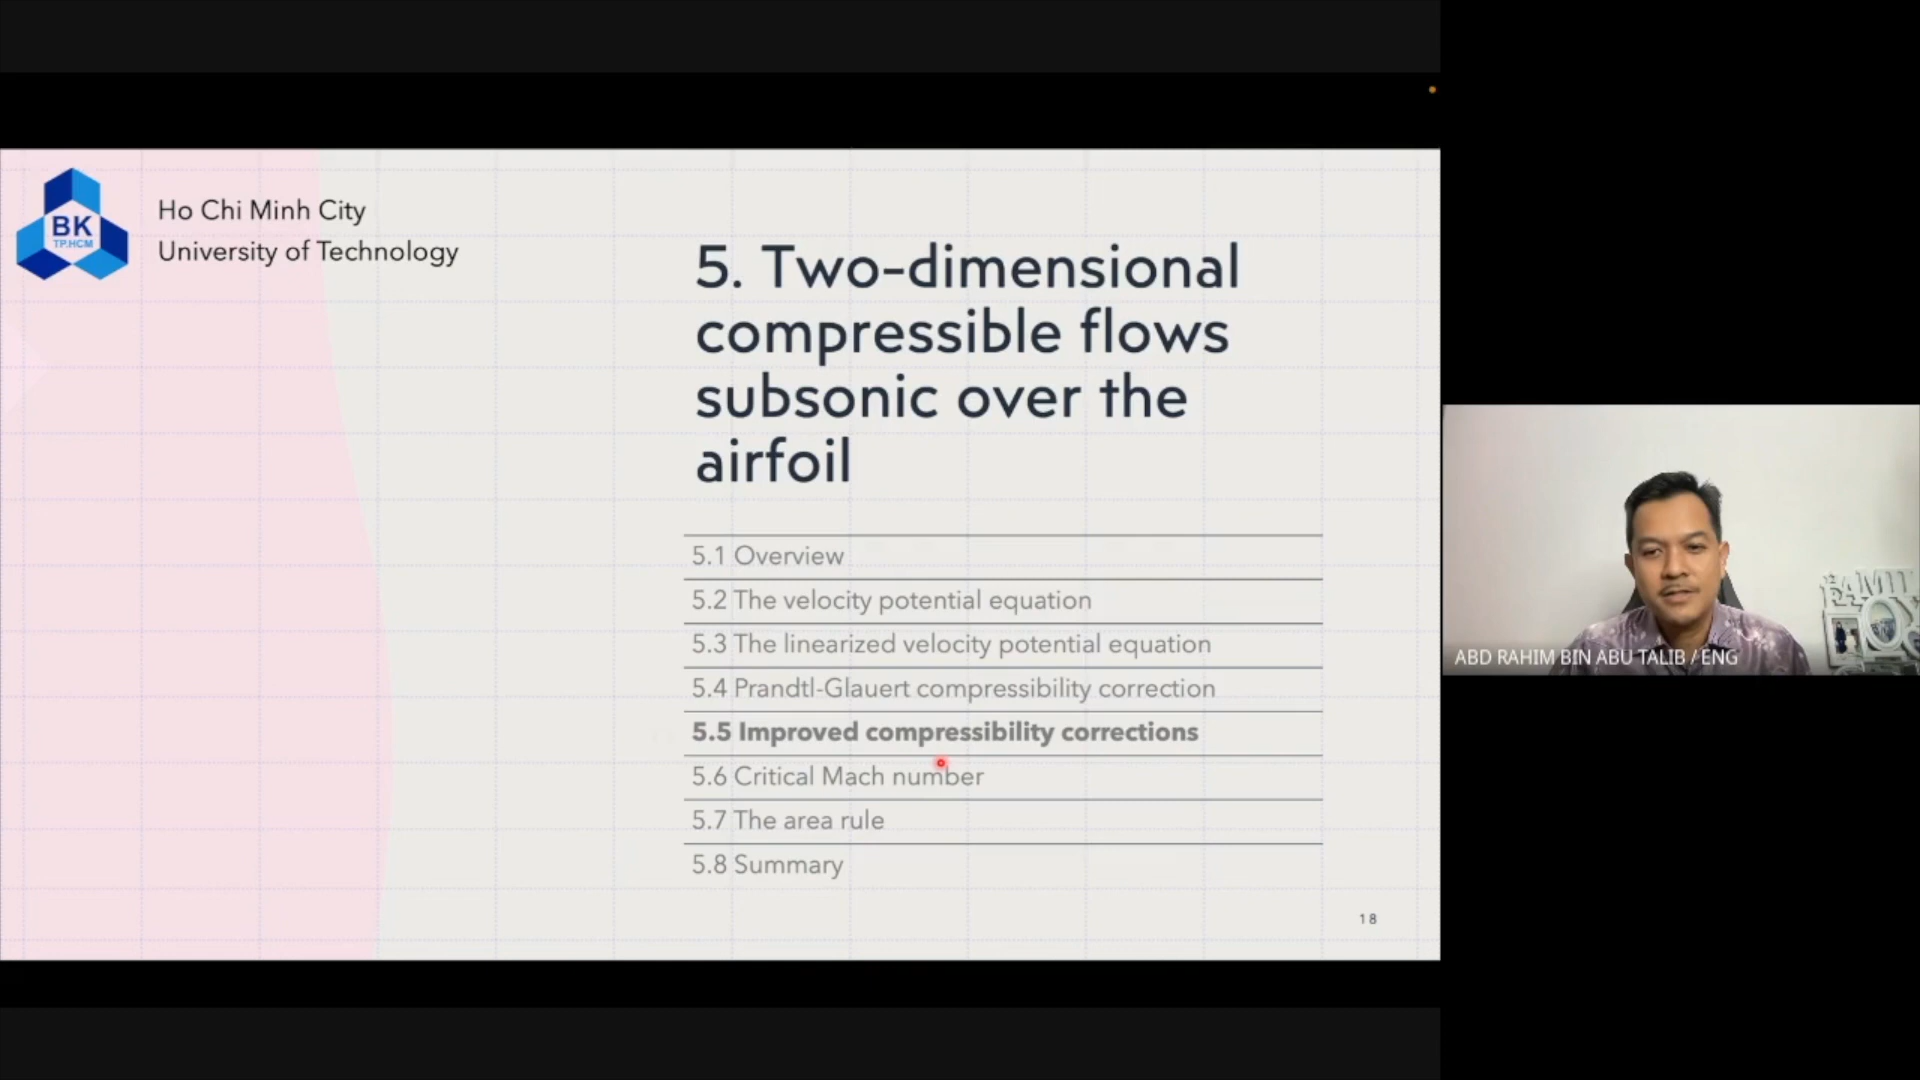 BK
TP.HCM
Ho Chi Minh City
University of Technology
5. Two-dimensional
compressible flows
subsonic over the
airfoil
5.1 Overview
5.2 The velocity potential equation
5.3 The linearized velocity potential equation
5.4 Prandtl-Glauert compressibility correction
5.5 Improved compressibility corrections
5.6 Critical Mach number
5.7 The area rule
5.8 Summary
18
ABD RAHIM BIN ABU TALIB / ENG